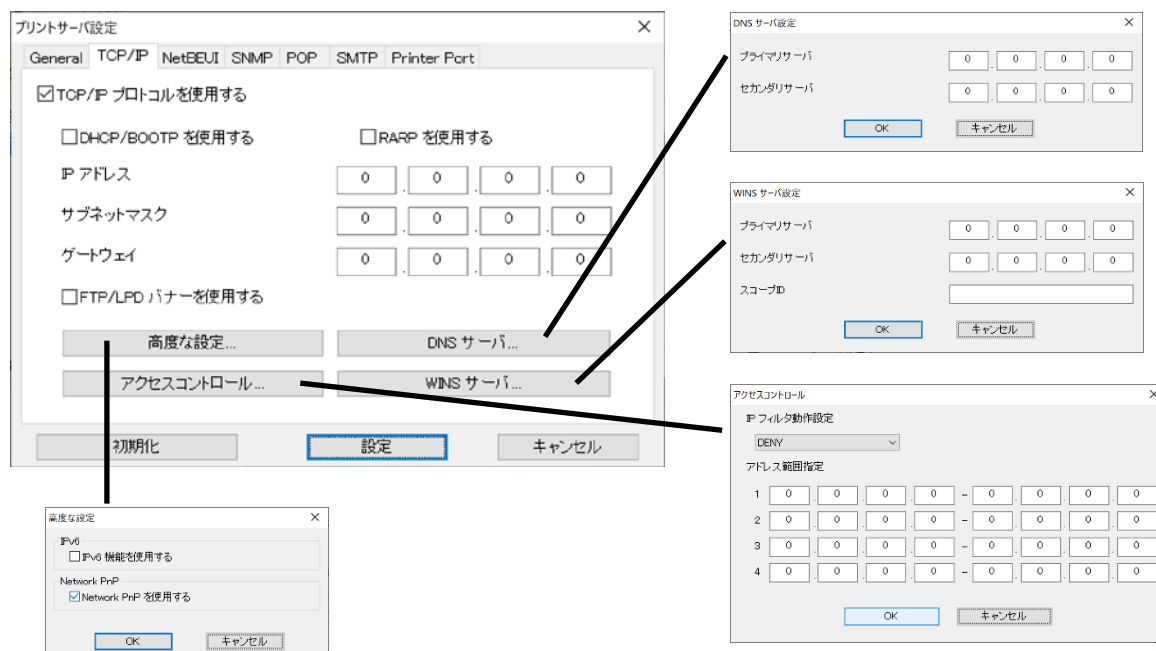 プリントサーバ設定
General TCP/IP NetBEUI SNMP POP SMTP Printer Port
TCP/IP プロトコルを使用する
DHCP/BOOTP を使用する RARP を使用する
IP アドレス 0 . 0 . 0 . 0
サブネットマスク 0 . 0 . 0 . 0
ゲートウェイ 0 . 0 . 0 . 0
FTP/LPD バナーを使用する
高度な設定... DNS サーバ...
アクセスコントロール... WINS サーバ...
初期化 設定 キャンセル
DNS サーバ設定
プライマリサーバ 0 . 0 . 0 . 0
セカンダリサーバ 0 . 0 . 0 . 0
OK キャンセル
WINS サーバ設定
プライマリサーバ 0 . 0 . 0 . 0
セカンダリサーバ 0 . 0 . 0 . 0
スコープID
OK キャンセル
アクセスコントロール
IP フィルタ動作設定
DENY
アドレス範囲指定
1 0 . 0 . 0 . 0 - 0 . 0 . 0 . 0
2 0 . 0 . 0 . 0 - 0 . 0 . 0 . 0
3 0 . 0 . 0 . 0 - 0 . 0 . 0 . 0
4 0 . 0 . 0 . 0 - 0 . 0 . 0 . 0
OK キャンセル
高度な設定
IPv6
IPv6 機能を使用する
Network PnP
Network PnP を使用する
OK キャンセル